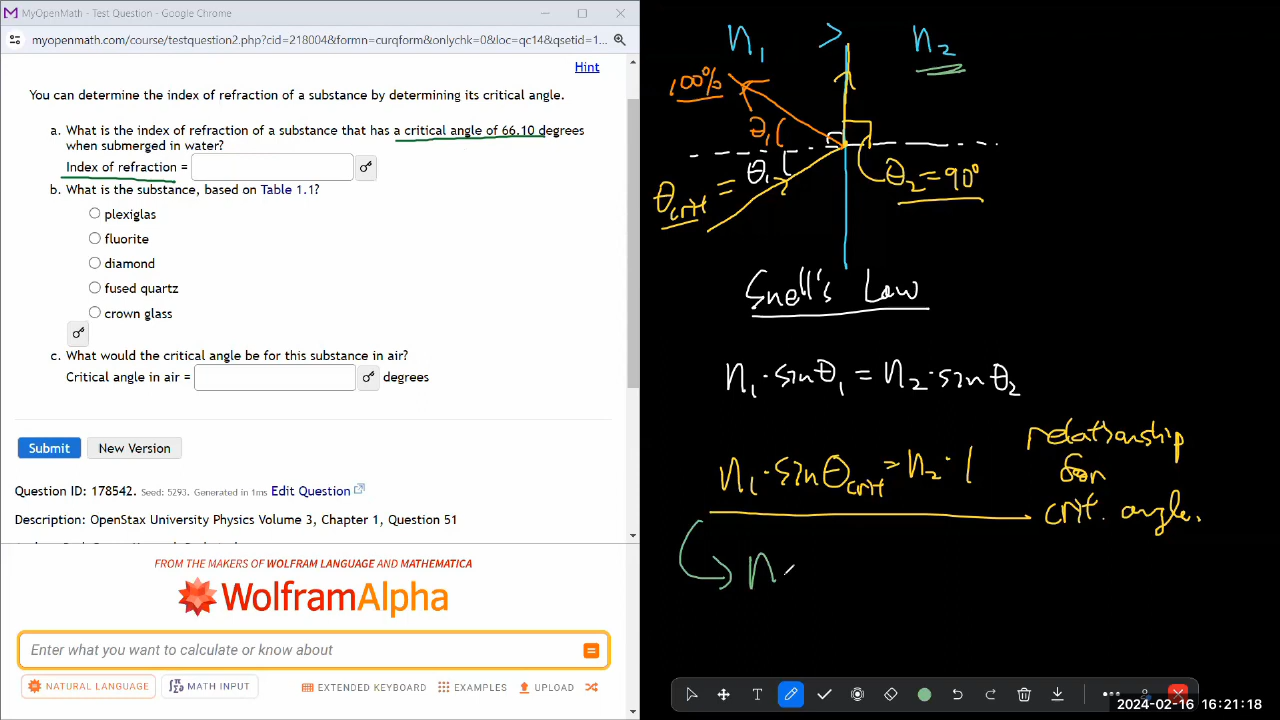 MyOpenMath - Test Question - Google Chrome
myopenmath.com/course/testquestion2.php?cid=218004&formn=curqform&onlychk=0&loc=qc14&qsetid=1...
Hint
You can determine the index of refraction of a substance by determining its critical angle.
a. What is the index of refraction of a substance that has a critical angle of 66.10 degrees
when submerged in water?
Index of refraction =
b. What is the substance, based on Table 1.1?
plexiglas
fluorite
diamond
fused quartz
crown glass
c. What would the critical angle be for this substance in air?
Critical angle in air = degrees
Submit New Version
Question ID: 178542. Seed: 5293. Generated in 1ms Edit Question
Description: OpenStax University Physics Volume 3, Chapter 1, Question 51
FROM THE MAKERS OF WOLFRAM LANGUAGE AND MATHEMATICA
WolframAlpha
Enter what you want to calculate or know about
NATURAL LANGUAGE MATH INPUT EXTENDED KEYBOARD EXAMPLES UPLOAD
n₁ > n₂
100%
θ₁
θ₁
θcrit =
θ₂ = 90°
Snell's Law
n₁·sinθ₁ = n₂·sinθ₂
n₁·sinθcrit = n₂·1
relationship
for
crit. angle.
n
2024-02-16 16:21:18